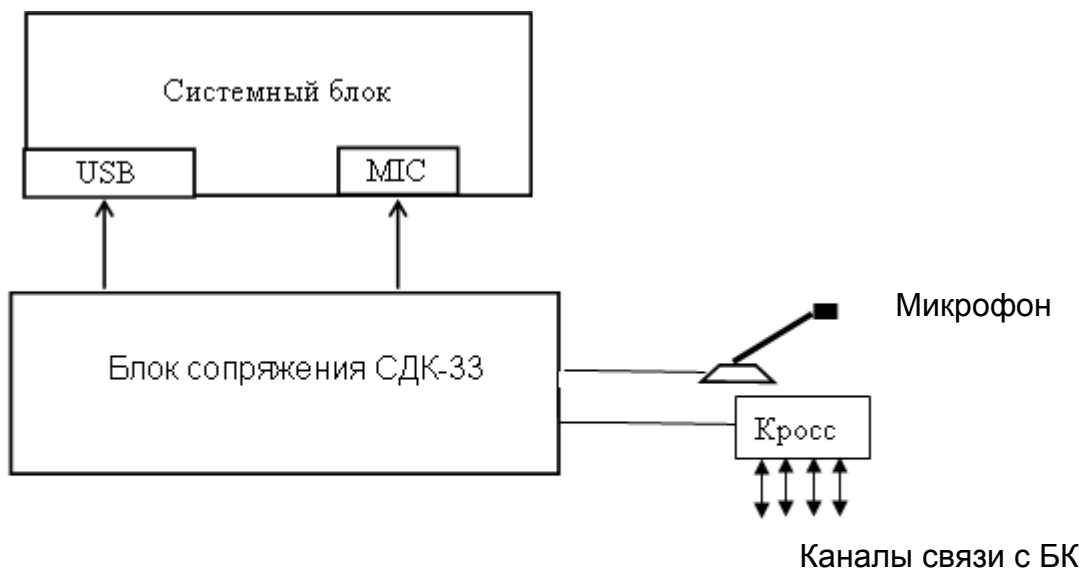 Системный блок
USB
MIC
Микрофон
Блок сопряжения СДК-33
Кросс
Каналы связи с БК